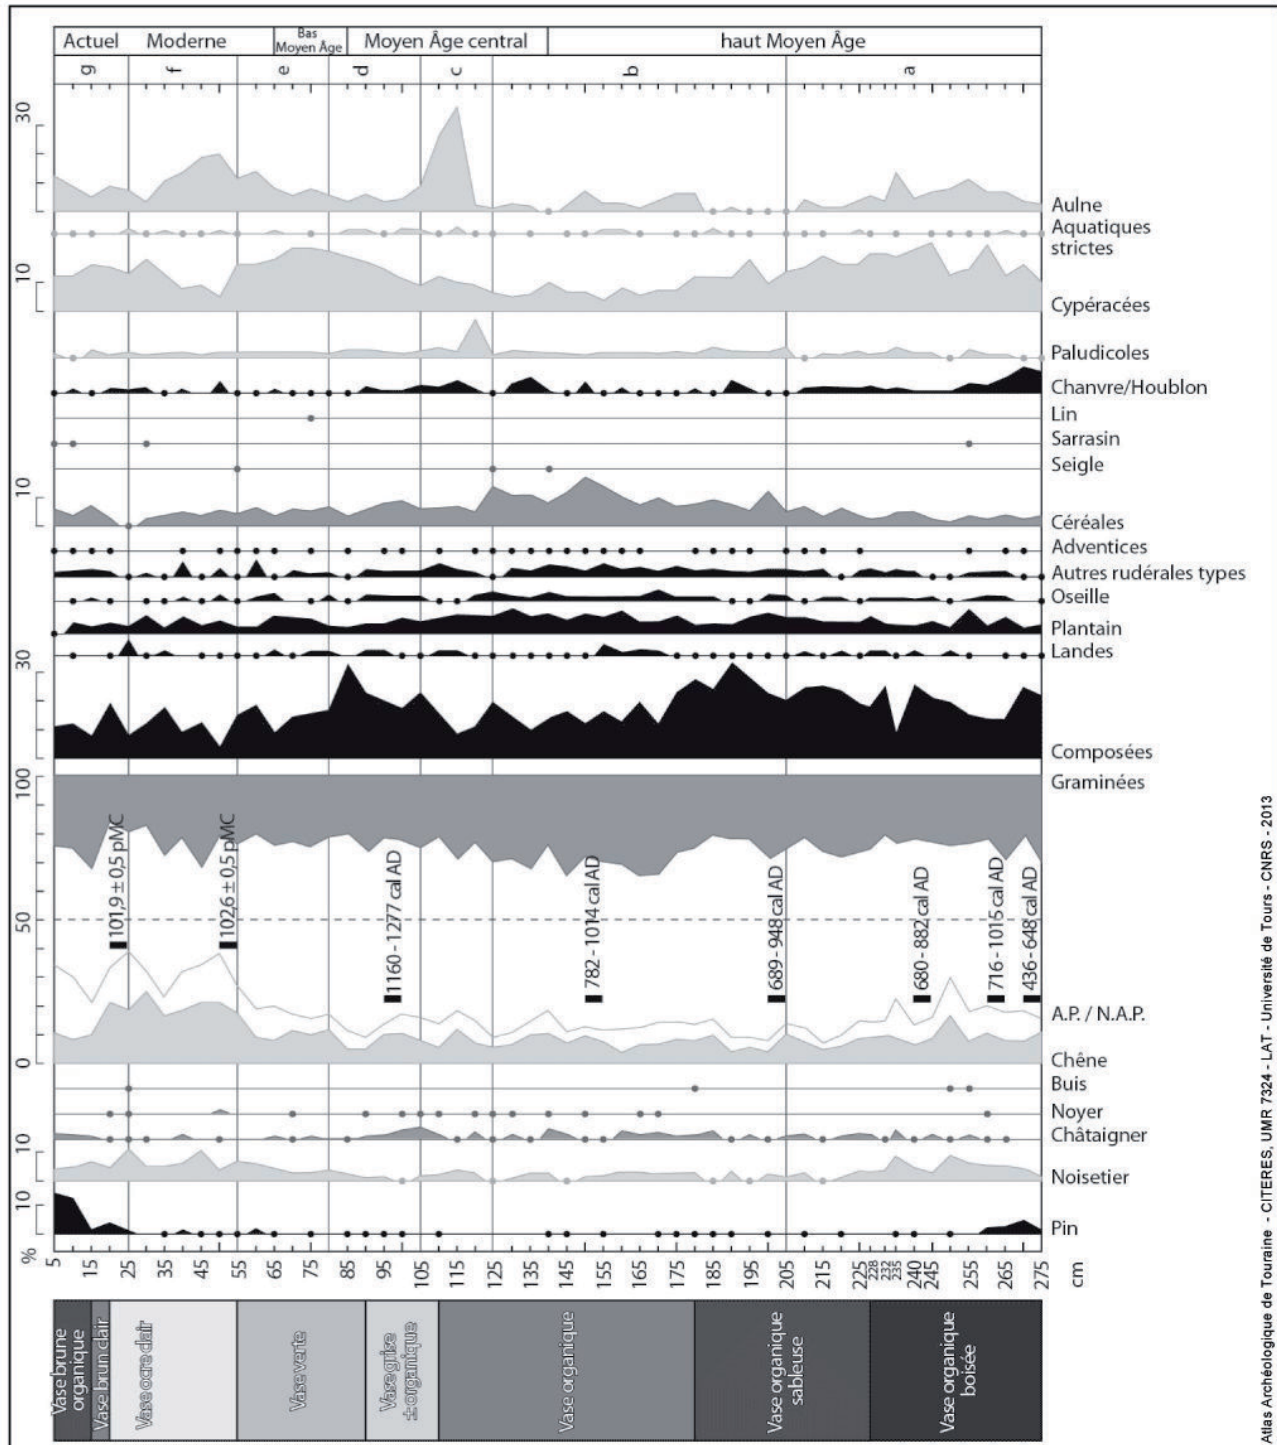 Actuel
Moderne
Bas
Moyen Âge
Moyen Âge central
haut Moyen Âge
g
f
e
d
c
b
a
30
Aulne
Aquatiques
strictes
10
Cypéracées
Paludicoles
Chanvre/Houblon
Lin
Sarrasin
Seigle
10
Céréales
Adventices
Autres rudérales types
Oseille
Plantain
Landes
30
Composées
100
Graminées
101,9 ± 0,5 pMC
102,6 ± 0,5 pMC
1160 - 1277 cal AD
782 - 1014 cal AD
689 - 948 cal AD
680 - 882 cal AD
716 - 1015 cal AD
436 - 648 cal AD
50
A.P. / N.A.P.
0
Chêne
Buis
Noyer
Châtaigner
10
Noisetier
10
Pin
%
5
15
25
35
45
55
65
75
85
95
105
115
125
135
145
155
165
175
185
195
205
215
225
228
232
235
240
245
255
265
275
cm
Vase brune
organique
Vase brun clair
Vase ocre clair
Vase verte
Vase grise
± organique
Vase organique
Vase organique
sableuse
Vase organique
boisée
Atlas Archéologique de Touraine - CITERES, UMR 7324 - LAT - Université de Tours - CNRS - 2013